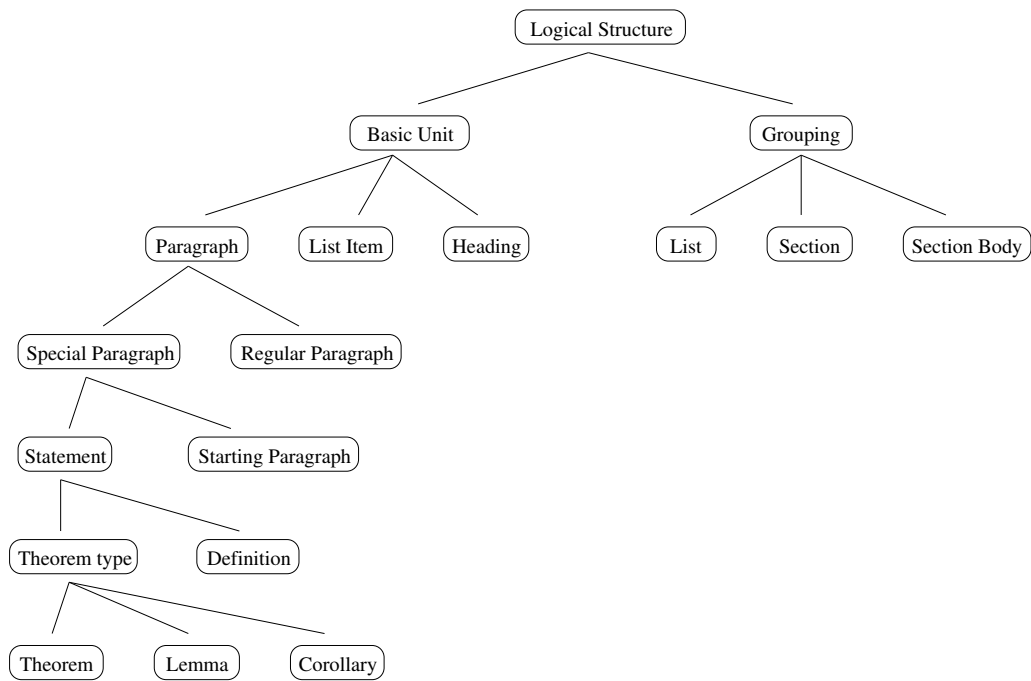 Logical Structure
Basic Unit
Grouping
Paragraph
List Item
Heading
List
Section
Section Body
Special Paragraph
Regular Paragraph
Statement
Starting Paragraph
Theorem type
Definition
Theorem
Lemma
Corollary